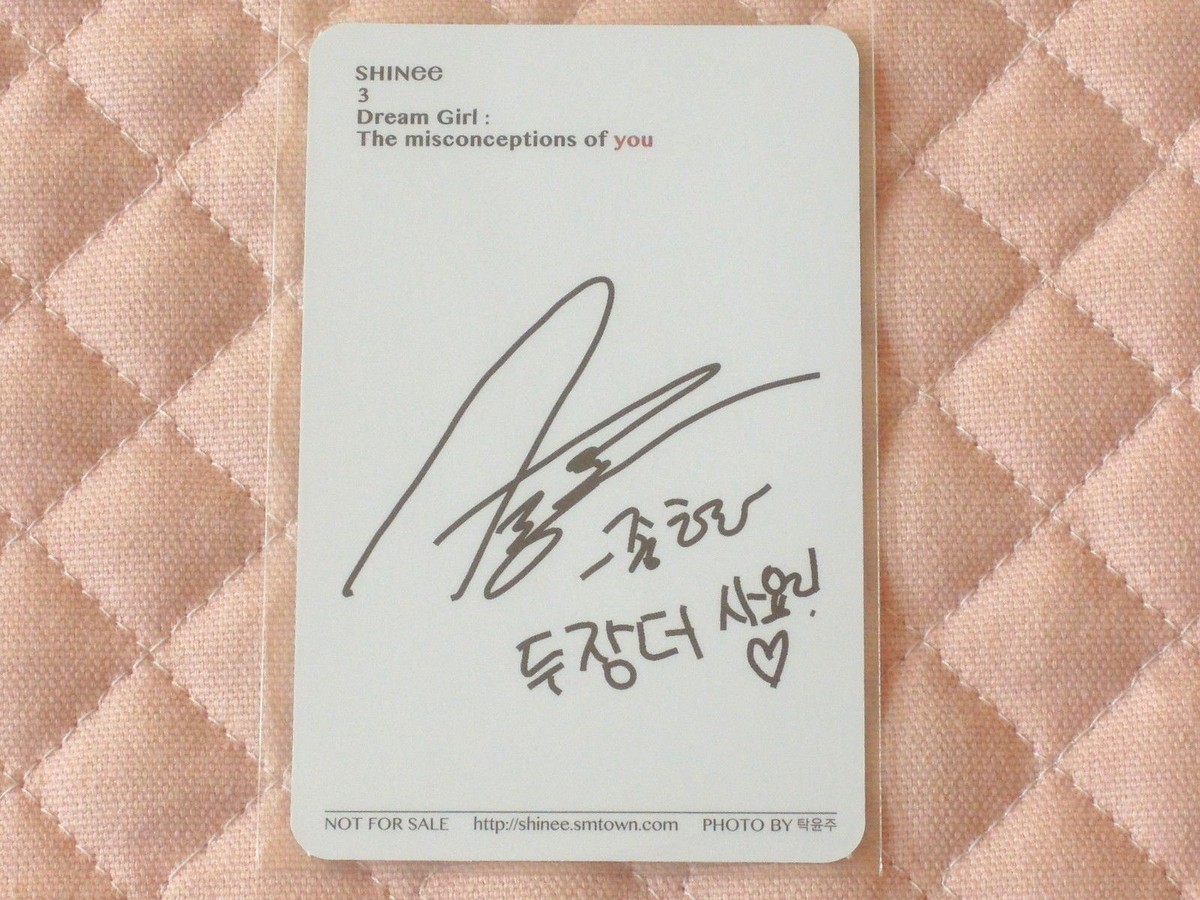 SHINee
3
Dream Girl :
The misconceptions of you
-종현-
두장더 사요!
♡
NOT FOR SALE http://shinee.smtown.com PHOTO BY 탁윤주